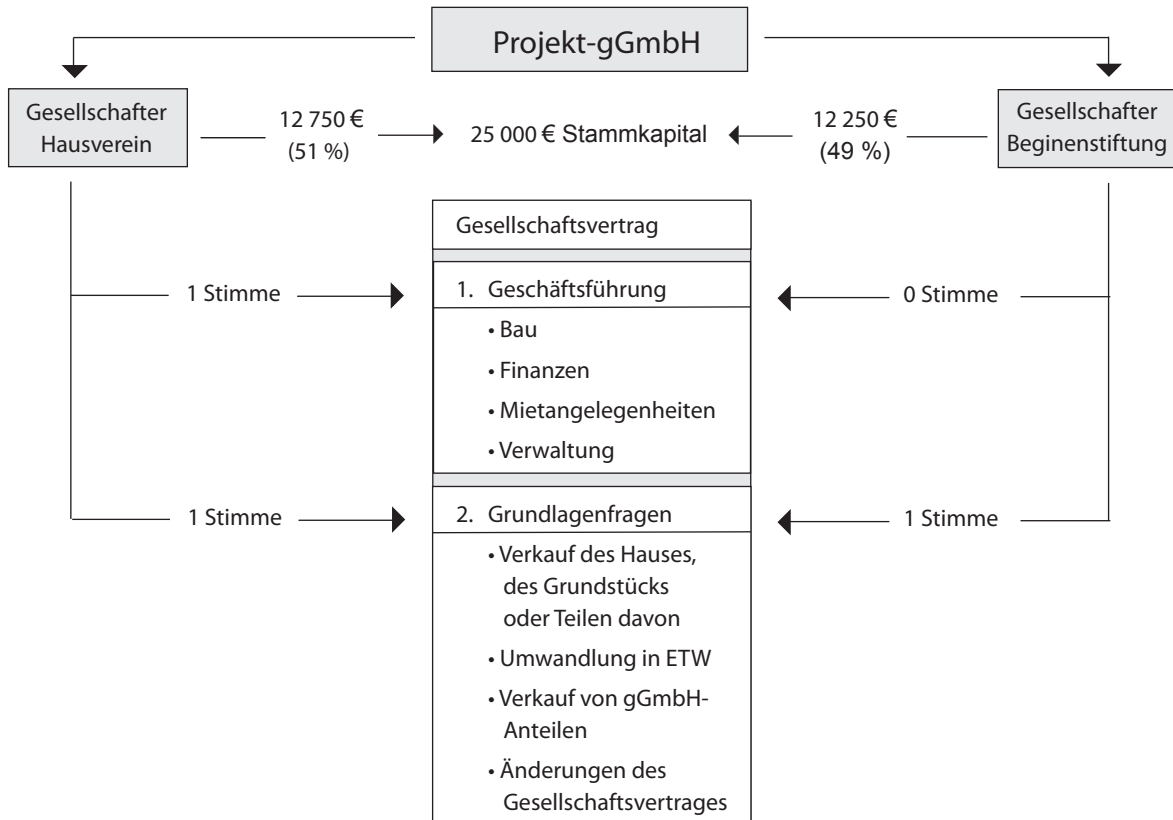 Projekt-gGmbH
Gesellschafter
Hausverein
12 750 €
(51 %)
25 000 € Stammkapital
12 250 €
(49 %)
Gesellschafter
Beginenstiftung
Gesellschaftsvertrag
1 Stimme
1. Geschäftsführung
0 Stimme
• Bau
• Finanzen
• Mietangelegenheiten
• Verwaltung
1 Stimme
2. Grundlagenfragen
1 Stimme
• Verkauf des Hauses,
des Grundstücks
oder Teilen davon
• Umwandlung in ETW
• Verkauf von gGmbH-
Anteilen
• Änderungen des
Gesellschaftsvertrages